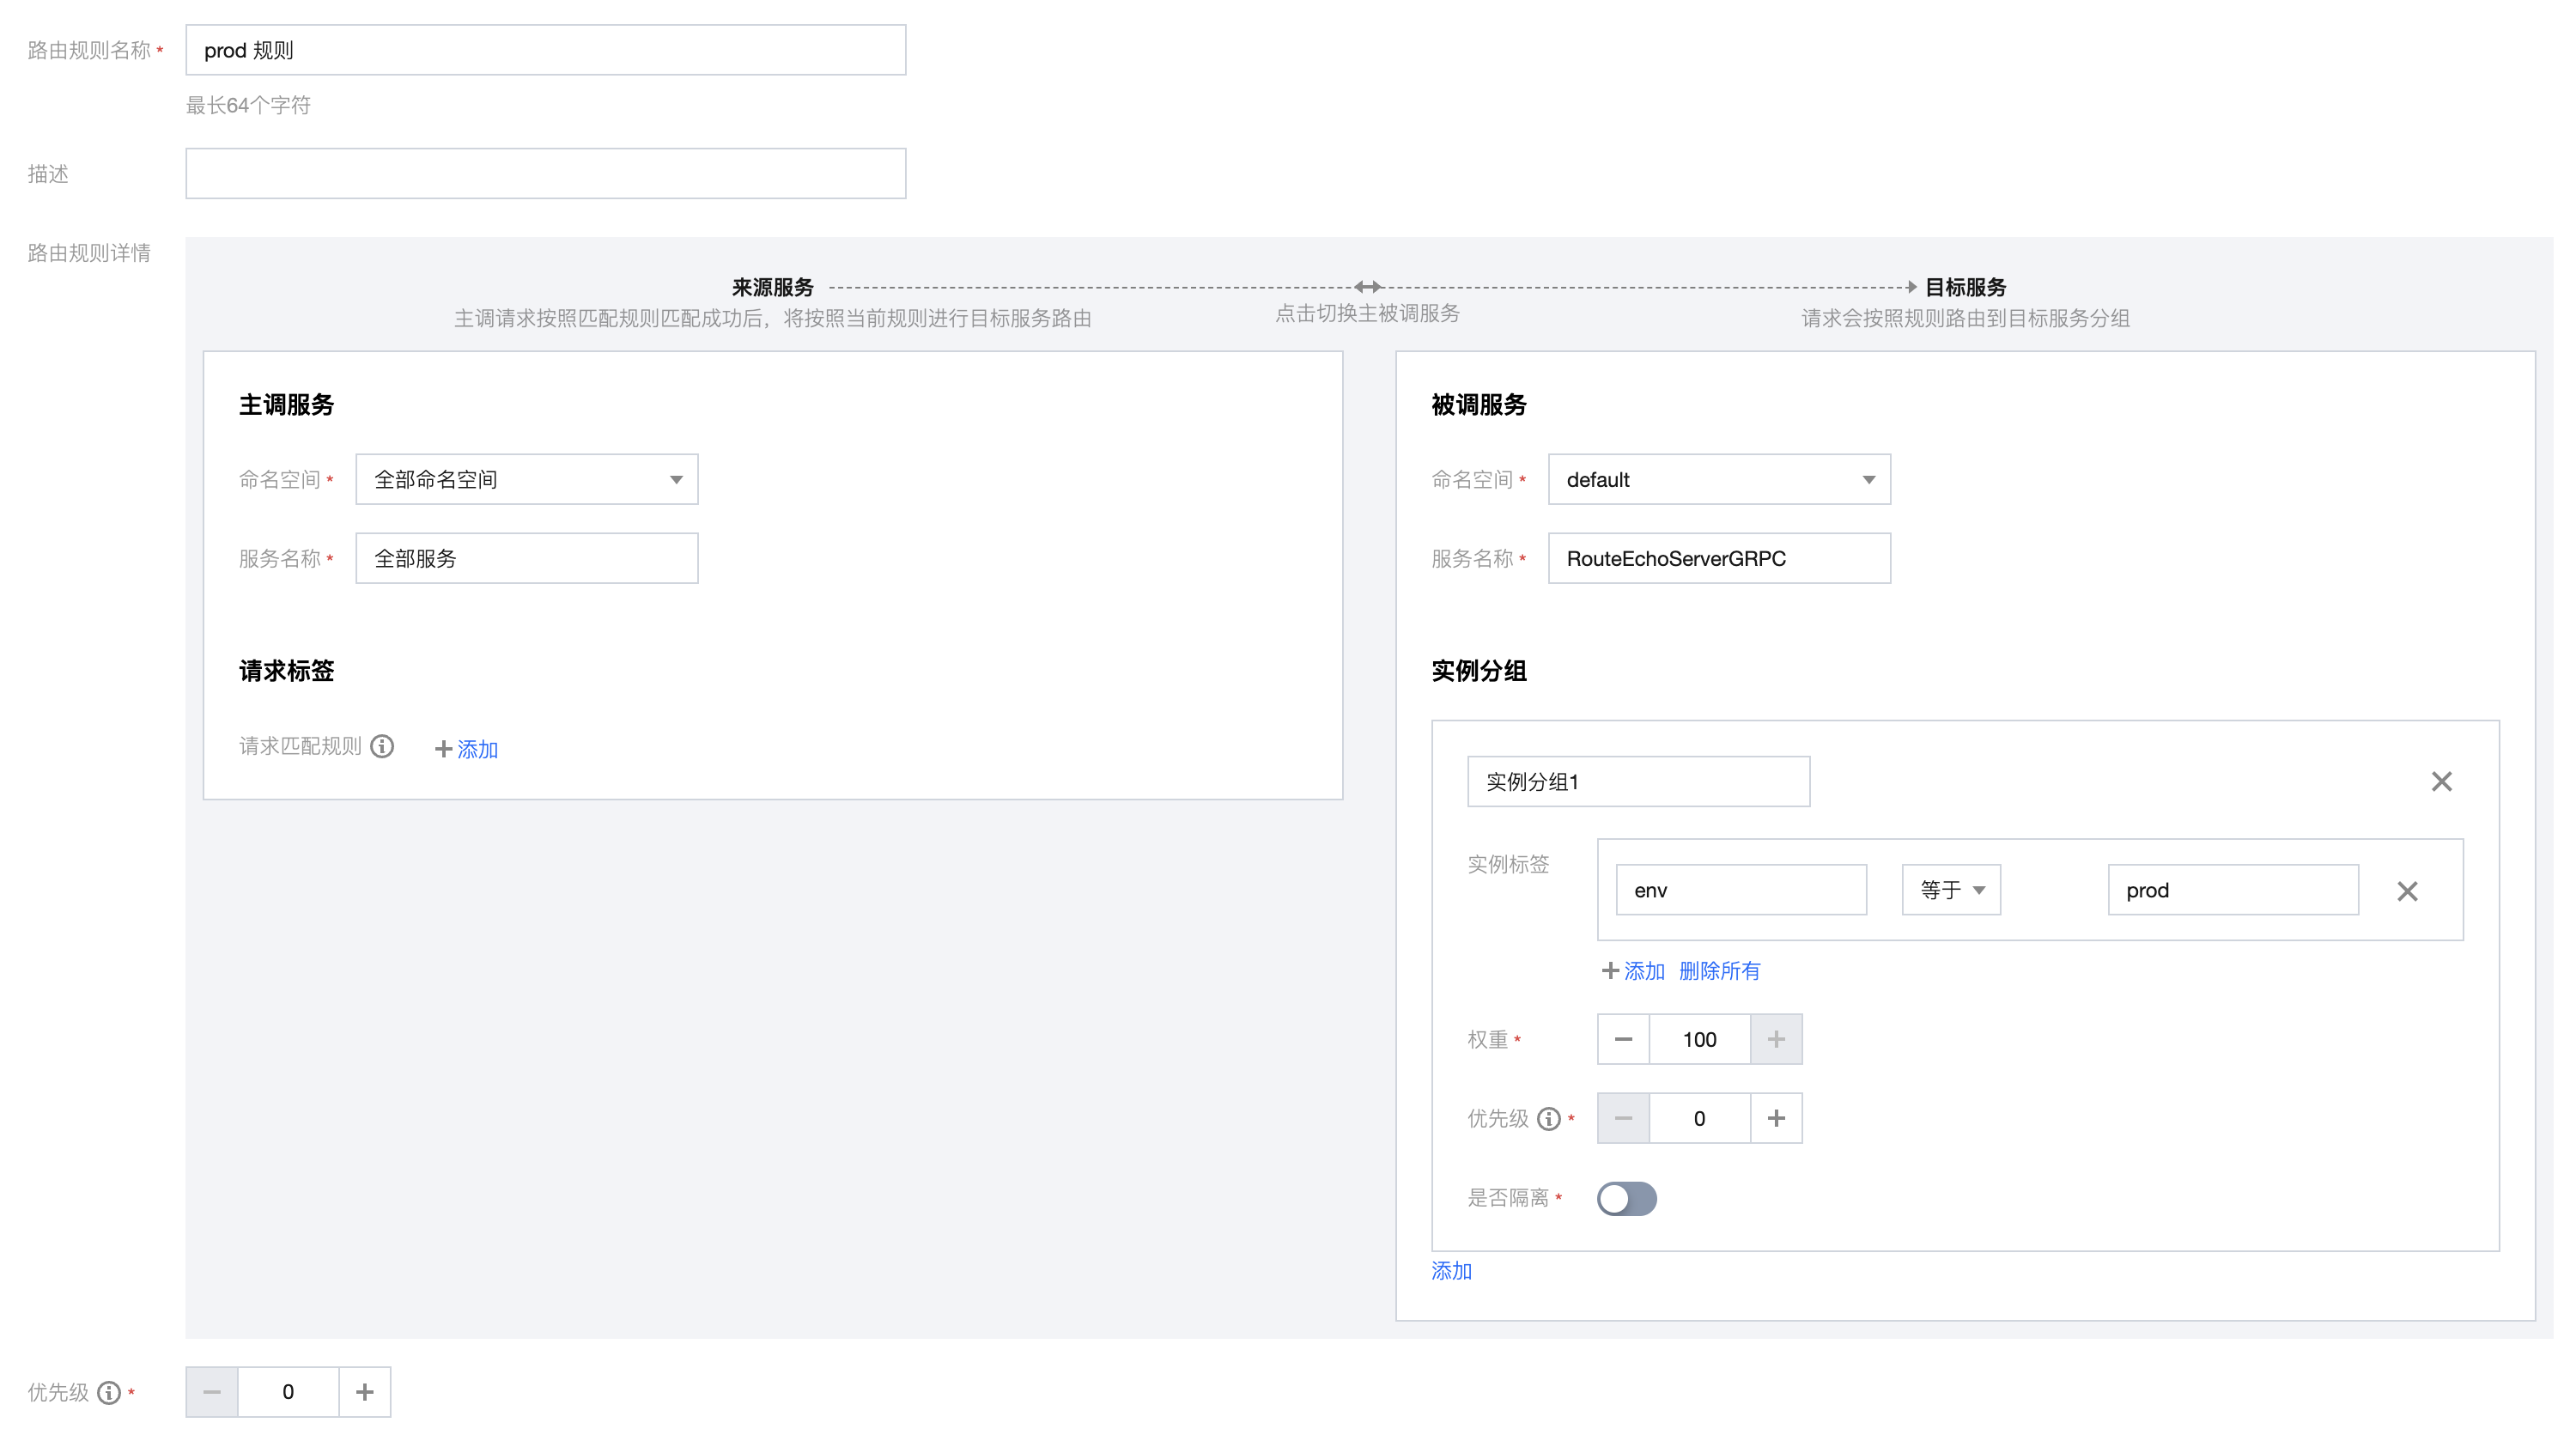 路由规则名称 *
prod 规则
最长64个字符
描述
路由规则详情
来源服务
主调请求按照匹配规则匹配成功后，将按照当前规则进行目标服务路由
点击切换主被调服务
目标服务
请求会按照规则路由到目标服务分组
主调服务
命名空间 * 全部命名空间
服务名称 * 全部服务
请求标签
请求匹配规则 添加
被调服务
命名空间 * default
服务名称 * RouteEchoServerGRPC
实例分组
实例分组1
实例标签 env 等于 prod
添加 删除所有
权重 * 100
优先级 * 0
是否隔离 *
添加
优先级 * 0